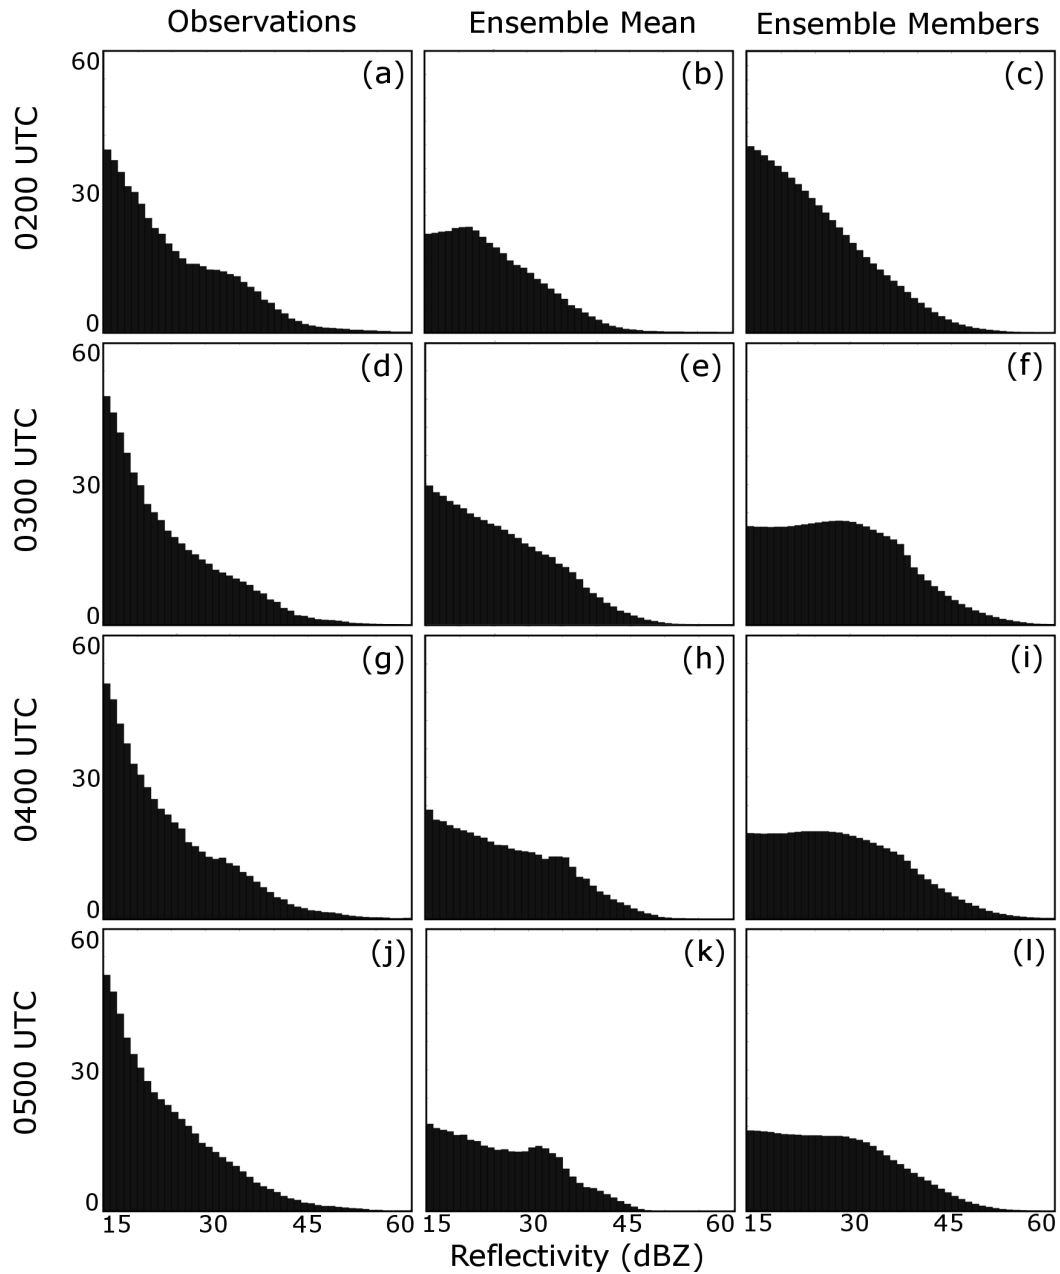 Observations Ensemble Mean Ensemble Members
0200 UTC
60 (a) (b) (c)
30
0
0300 UTC
60 (d) (e) (f)
30
0
0400 UTC
60 (g) (h) (i)
30
0
0500 UTC
60 (j) (k) (l)
30
0
15 30 45 60 15 30 45 60 15 30 45 60
Reflectivity (dBZ)